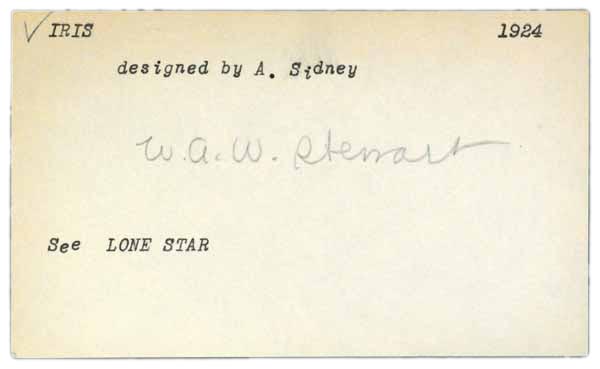 ✓ IRIS 1924
designed by A. Sidney
W.A.W. Stewart
See LONE STAR